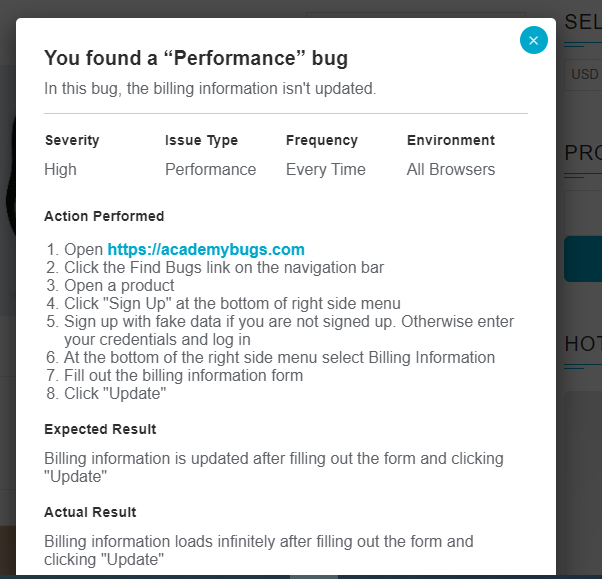 You found a “Performance” bug
In this bug, the billing information isn't updated.
Severity
Issue Type
Frequency
Environment
High
Performance
Every Time
All Browsers
Action Performed
1. Open https://academybugs.com
2. Click the Find Bugs link on the navigation bar
3. Open a product
4. Click "Sign Up" at the bottom of right side menu
5. Sign up with fake data if you are not signed up. Otherwise enter
your credentials and log in
6. At the bottom of the right side menu select Billing Information
7. Fill out the billing information form
8. Click "Update"
Expected Result
Billing information is updated after filling out the form and clicking
"Update"
Actual Result
Billing information loads infinitely after filling out the form and
clicking "Update"
SEL
USD
PRO
HOT